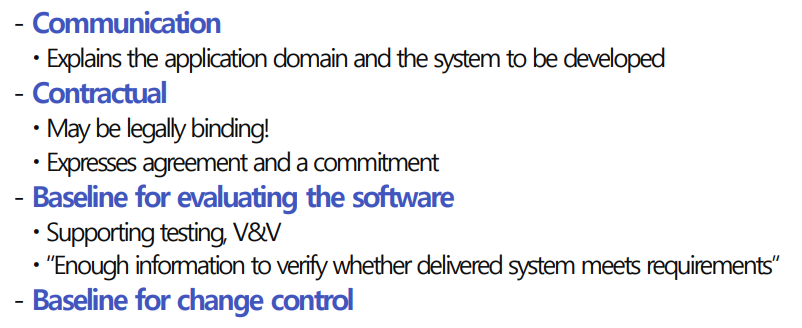 - Communication
• Explains the application domain and the system to be developed
- Contractual
• May be legally binding!
• Expresses agreement and a commitment
- Baseline for evaluating the software
• Supporting testing, V&V
• “Enough information to verify whether delivered system meets requirements“
- Baseline for change control